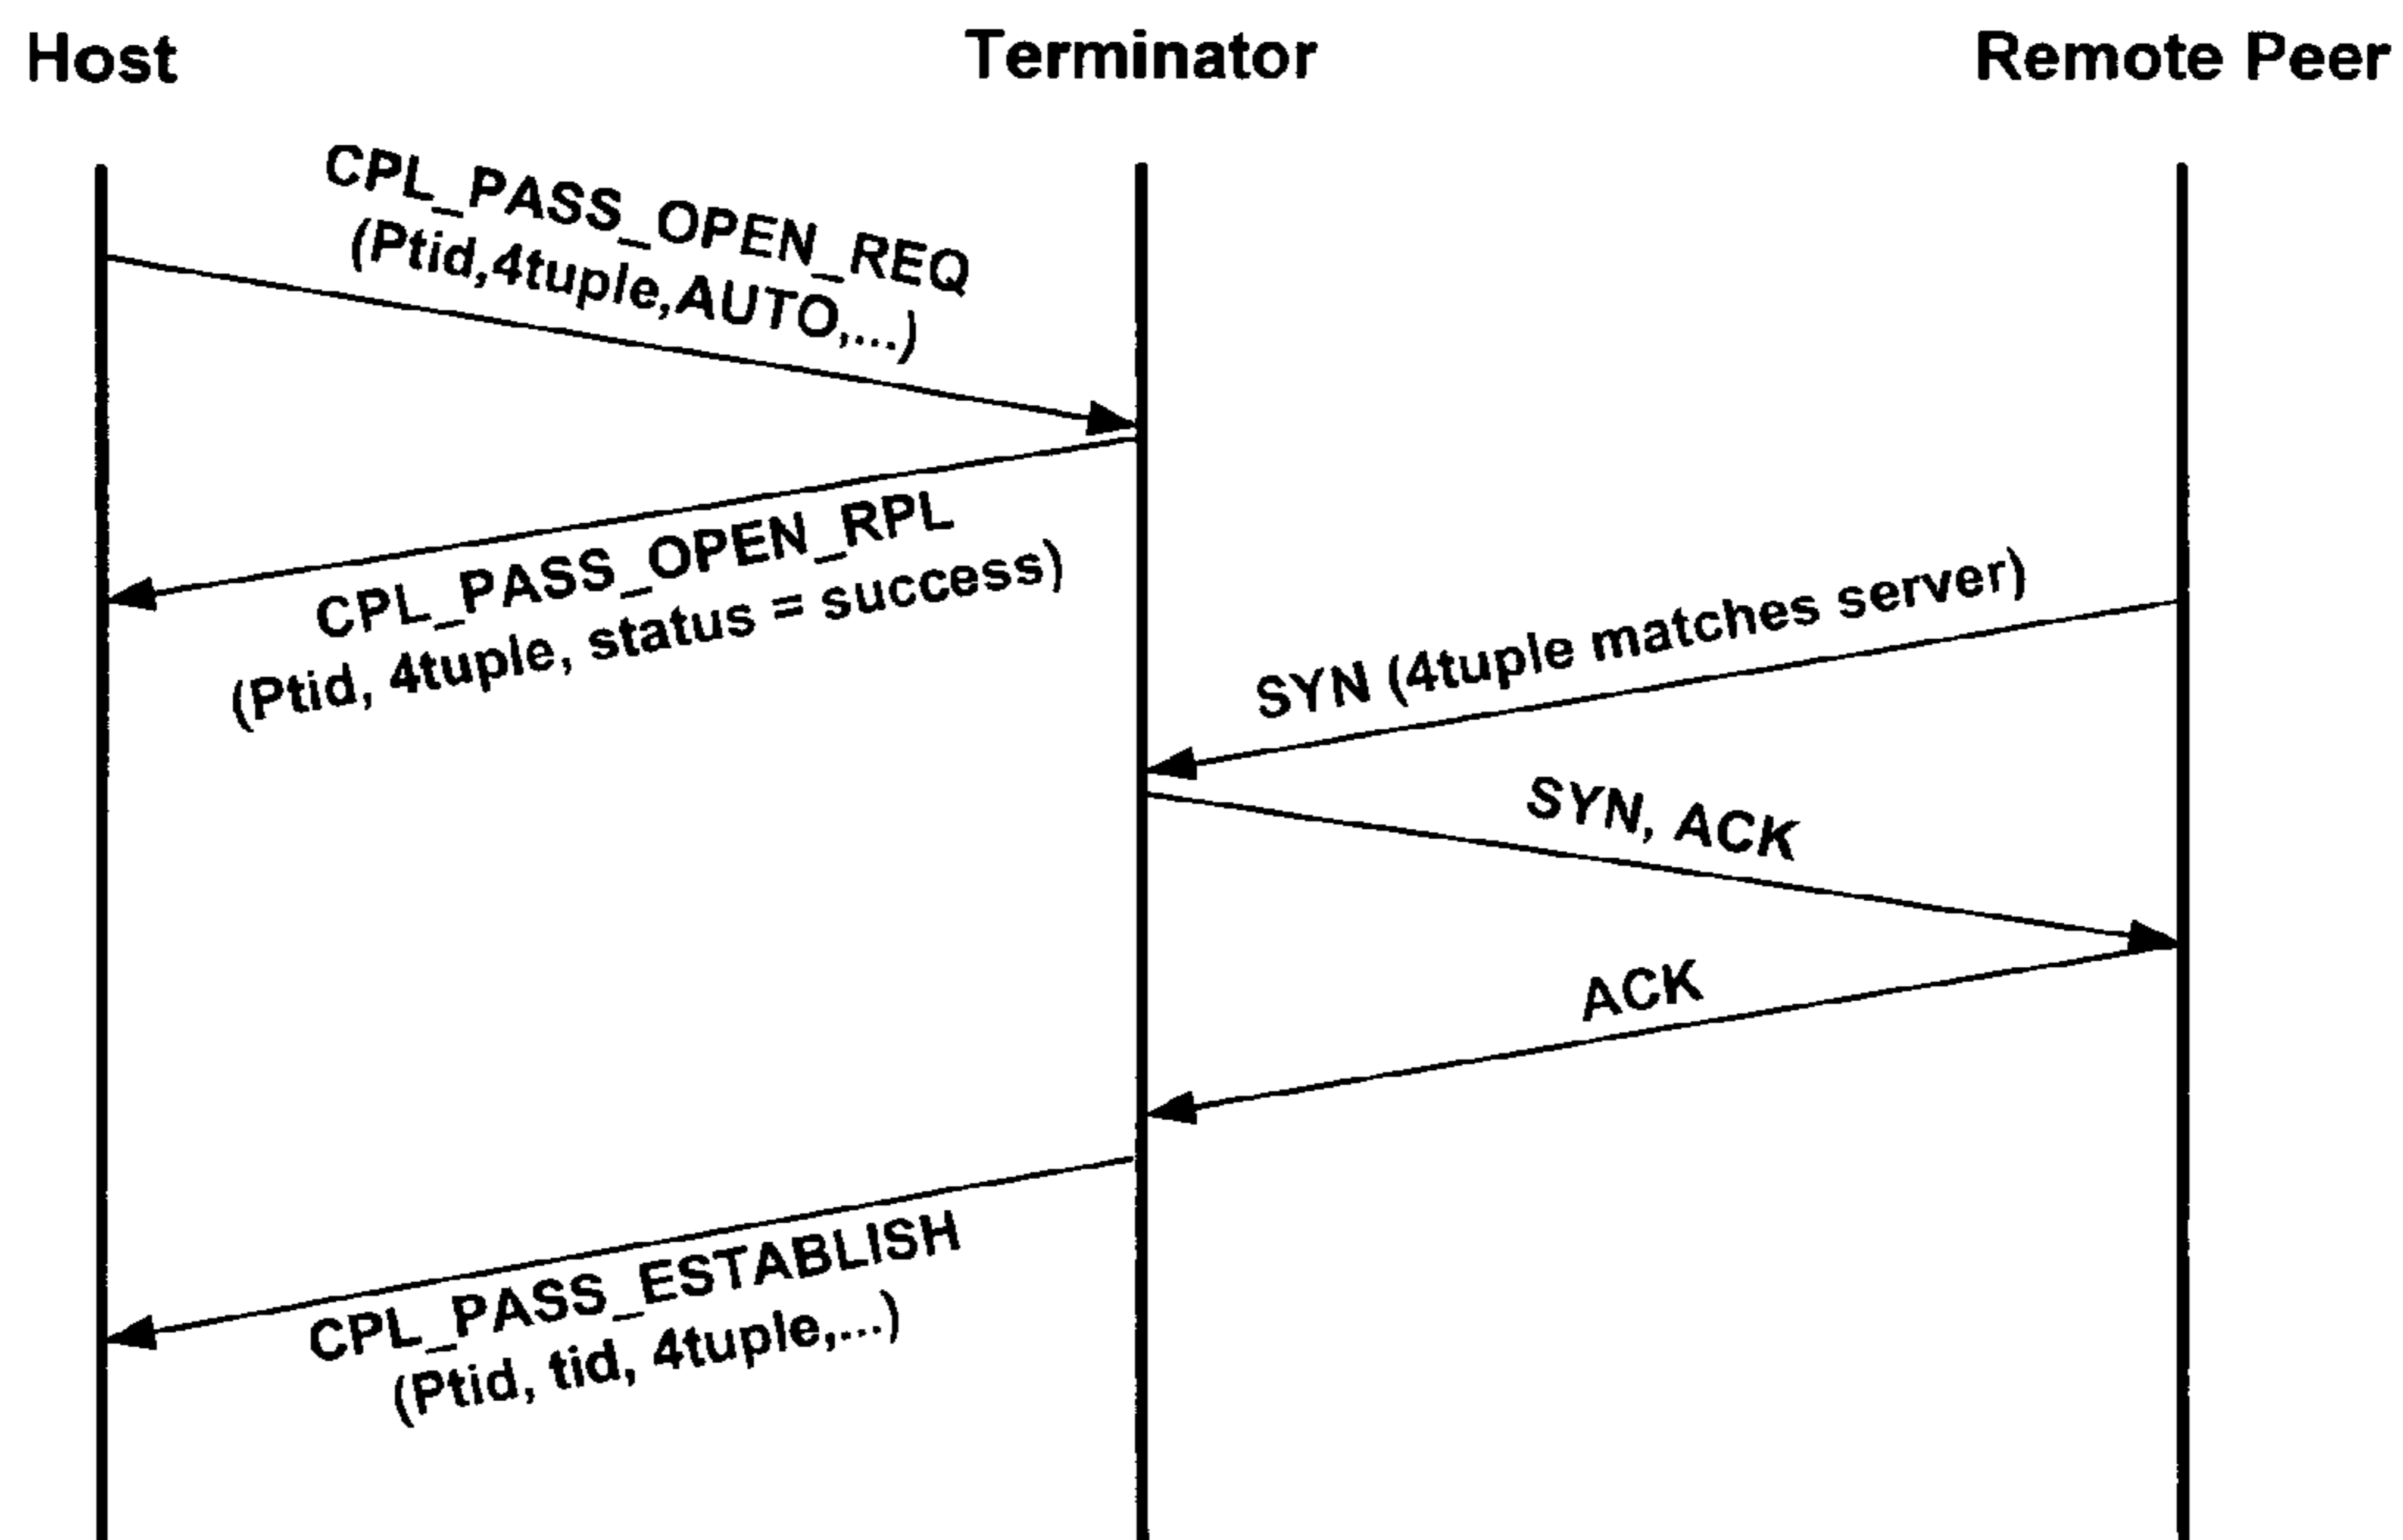 Host
Terminator
Remote Peer
CPL_PASS_OPEN_REQ
(Ptid,4tuple,AUTO,...)
CPL_PASS_OPEN_RPL
(Ptid, 4tuple, status = success)
SYN (4tuple matches server)
SYN, ACK
ACK
CPL_PASS_ESTABLISH
(Ptid, tid, 4tuple,...)